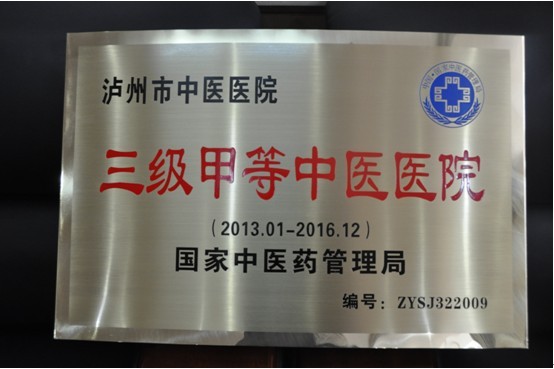 泸州市中医医院
三级甲等中医医院
(2013.01-2016.12)
国家中医药管理局
编号: ZYSJ322009